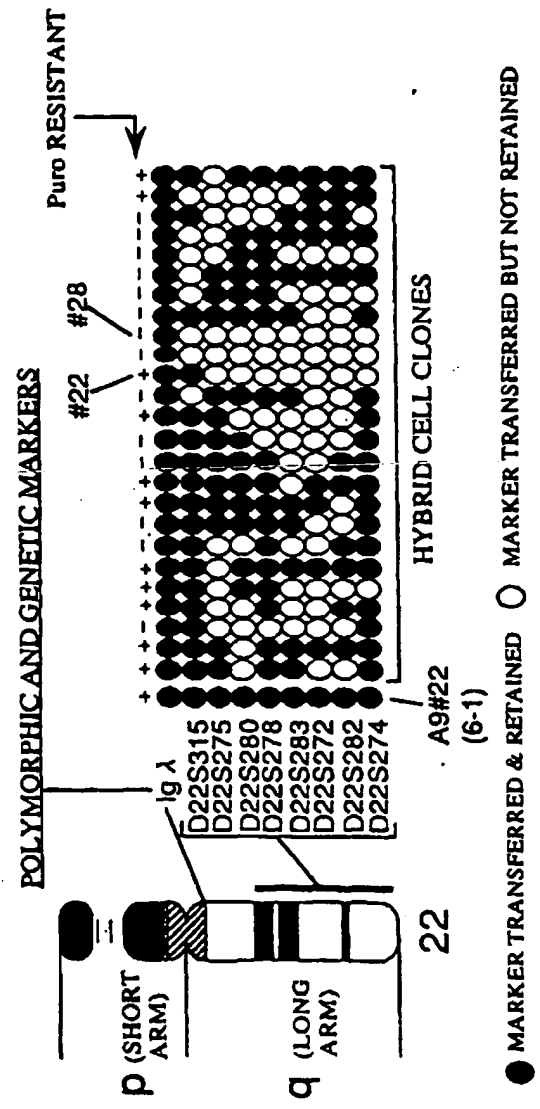 POLYMORPHIC AND GENETIC MARKERS
Puro RESISTANT
#22 #28
+ + + - + + + - - + + - - + - + - - - - - - - - + +
p (SHORT
ARM)
q (LONG
ARM)
22
Ig λ
D22S315
D22S275
D22S280
D22S278
D22S283
D22S272
D22S282
D22S274
A9#22
(6-1)
HYBRID CELL CLONES
● MARKER TRANSFERRED & RETAINED ○ MARKER TRANSFERRED BUT NOT RETAINED